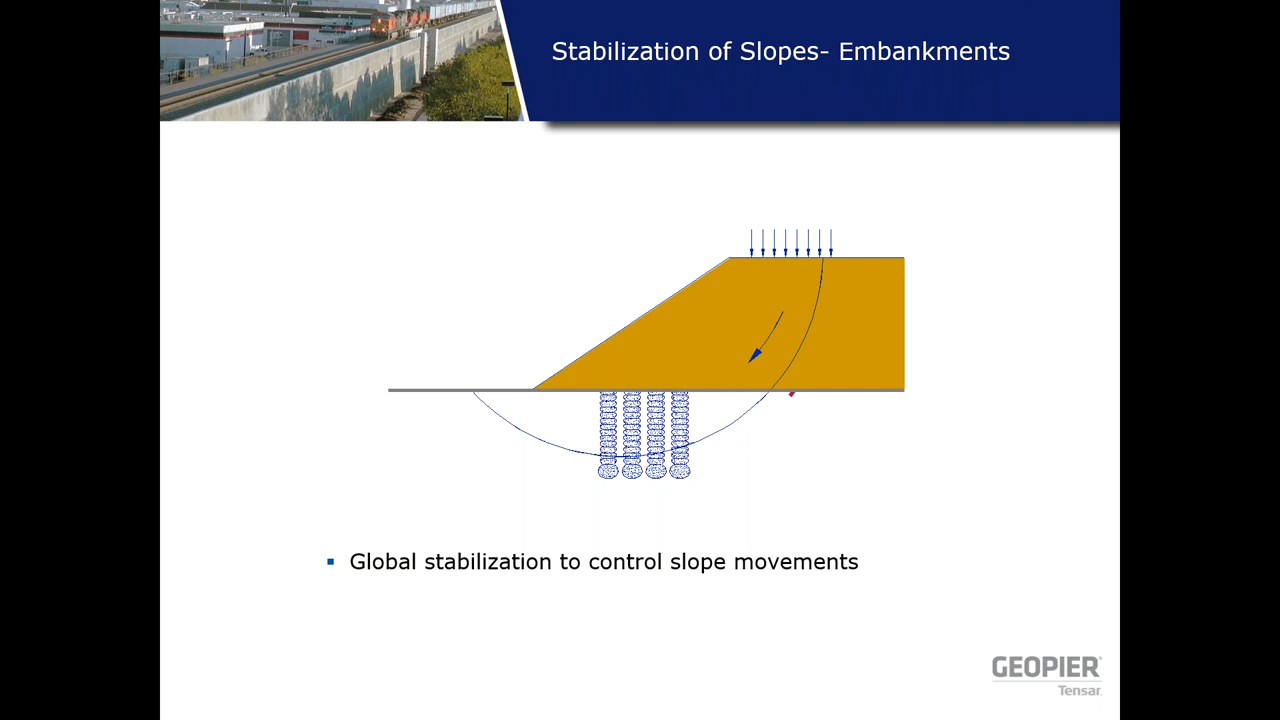 Stabilization of Slopes- Embankments
▪ Global stabilization to control slope movements
GEOPIER®
Tensar.